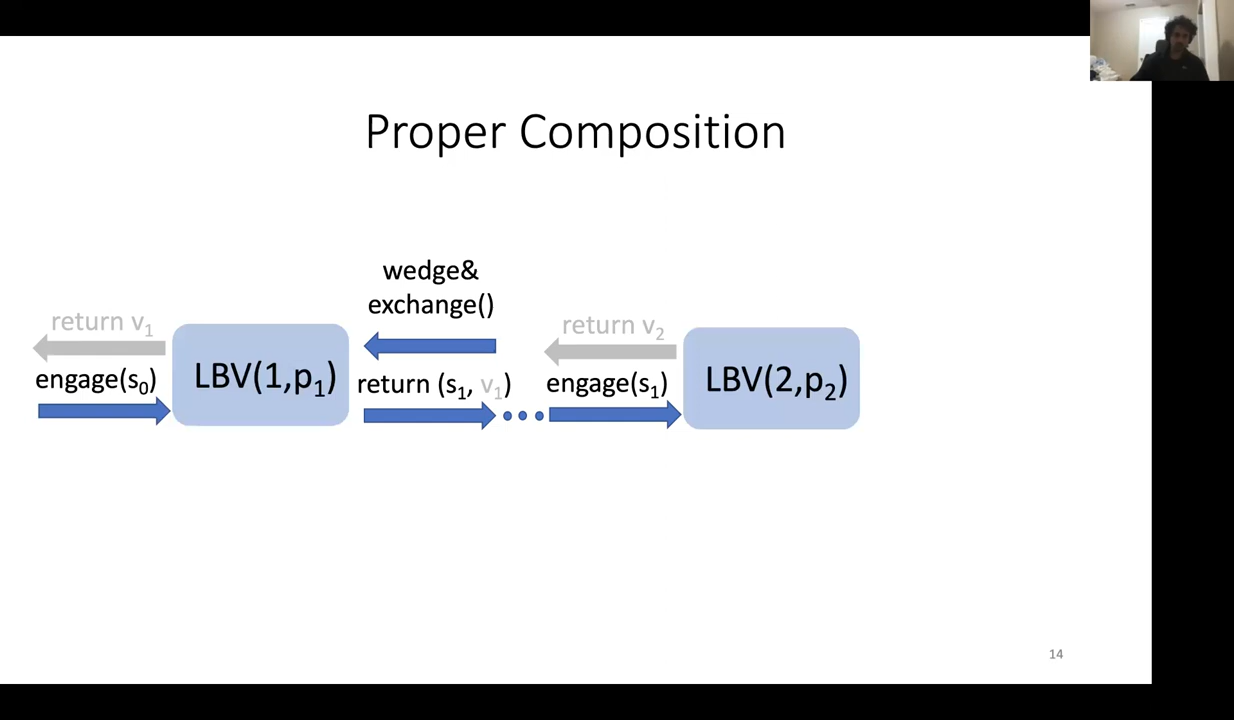 Proper Composition
wedge&
exchange()
return v₁
return v₂
engage(s₀)
LBV(1,p₁)
return (s₁, v₁)
engage(s₁)
LBV(2,p₂)
14